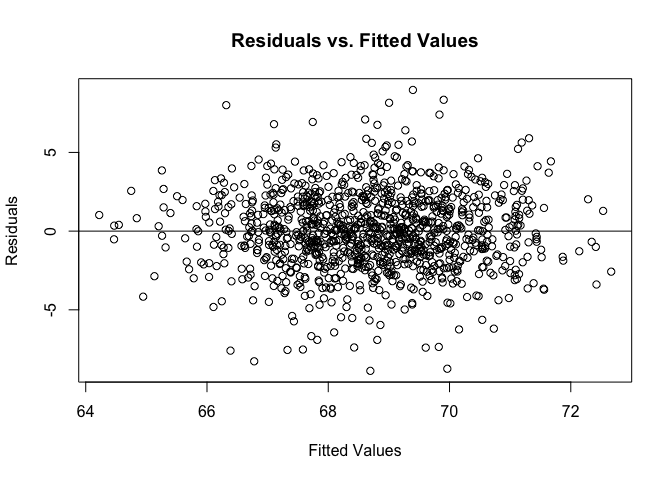 Residuals vs. Fitted Values
5
0
-5
Residuals
64 66 68 70 72
Fitted Values